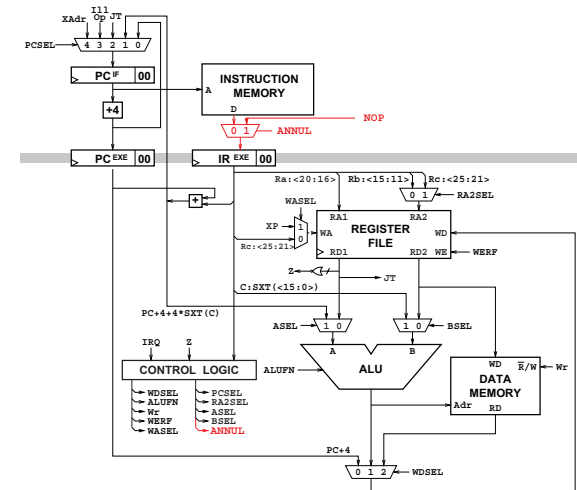 Ill
XAdr Op JT
PCSEL 4 3 2 1 0
PC IF 00
A INSTRUCTION MEMORY
D
+4
NOP
0 1 ANNUL
PC EXE 00 IR EXE 00
Ra:<20:16> Rb:<15:11> Rc:<25:21>
+ WASEL 0 1 RA2SEL
XP 1 WA RA1 RA2
REGISTER FILE WD
0
Rc:<25:21> RD1 RD2 WE WERF
Z JT
C:SXT(<15:0>)
PC+4+4*SXT(C)
ASEL 1 0 1 0 BSEL
IRQ Z A B
WD R/W Wr
CONTROL LOGIC ALUFN ALU DATA MEMORY
WDSEL PCSEL
ALUFN RA2SEL
Wr ASEL Adr RD
WERF BSEL
WASEL ANNUL
PC+4
0 1 2 WDSEL